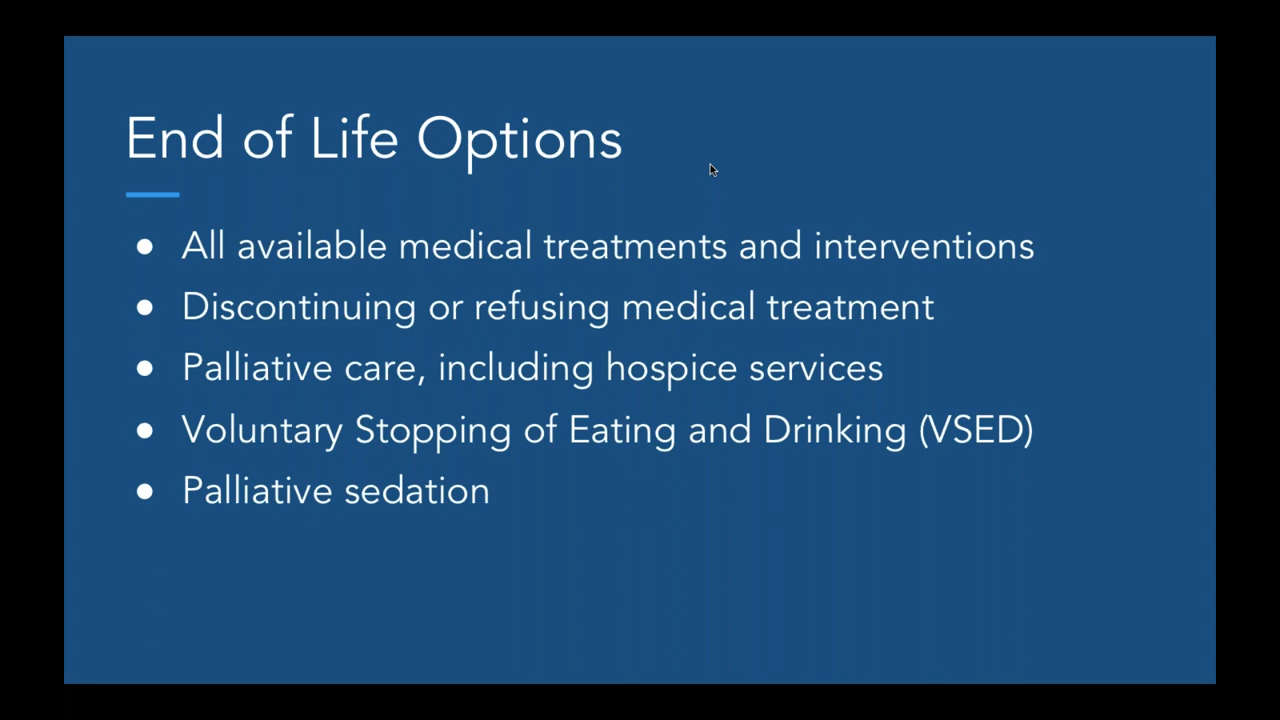 End of Life Options
● All available medical treatments and interventions
● Discontinuing or refusing medical treatment
● Palliative care, including hospice services
● Voluntary Stopping of Eating and Drinking (VSED)
● Palliative sedation